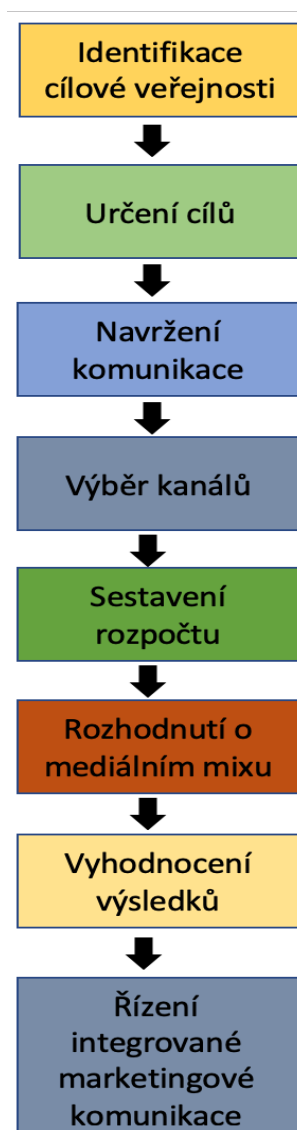 Identifikace
cílové veřejnosti
Určení cílů
Navržení
komunikace
Výběr kanálů
Sestavení
rozpočtu
Rozhodnutí o
mediálním mixu
Vyhodnocení
výsledků
Řízení
integrované
marketingové
komunikace